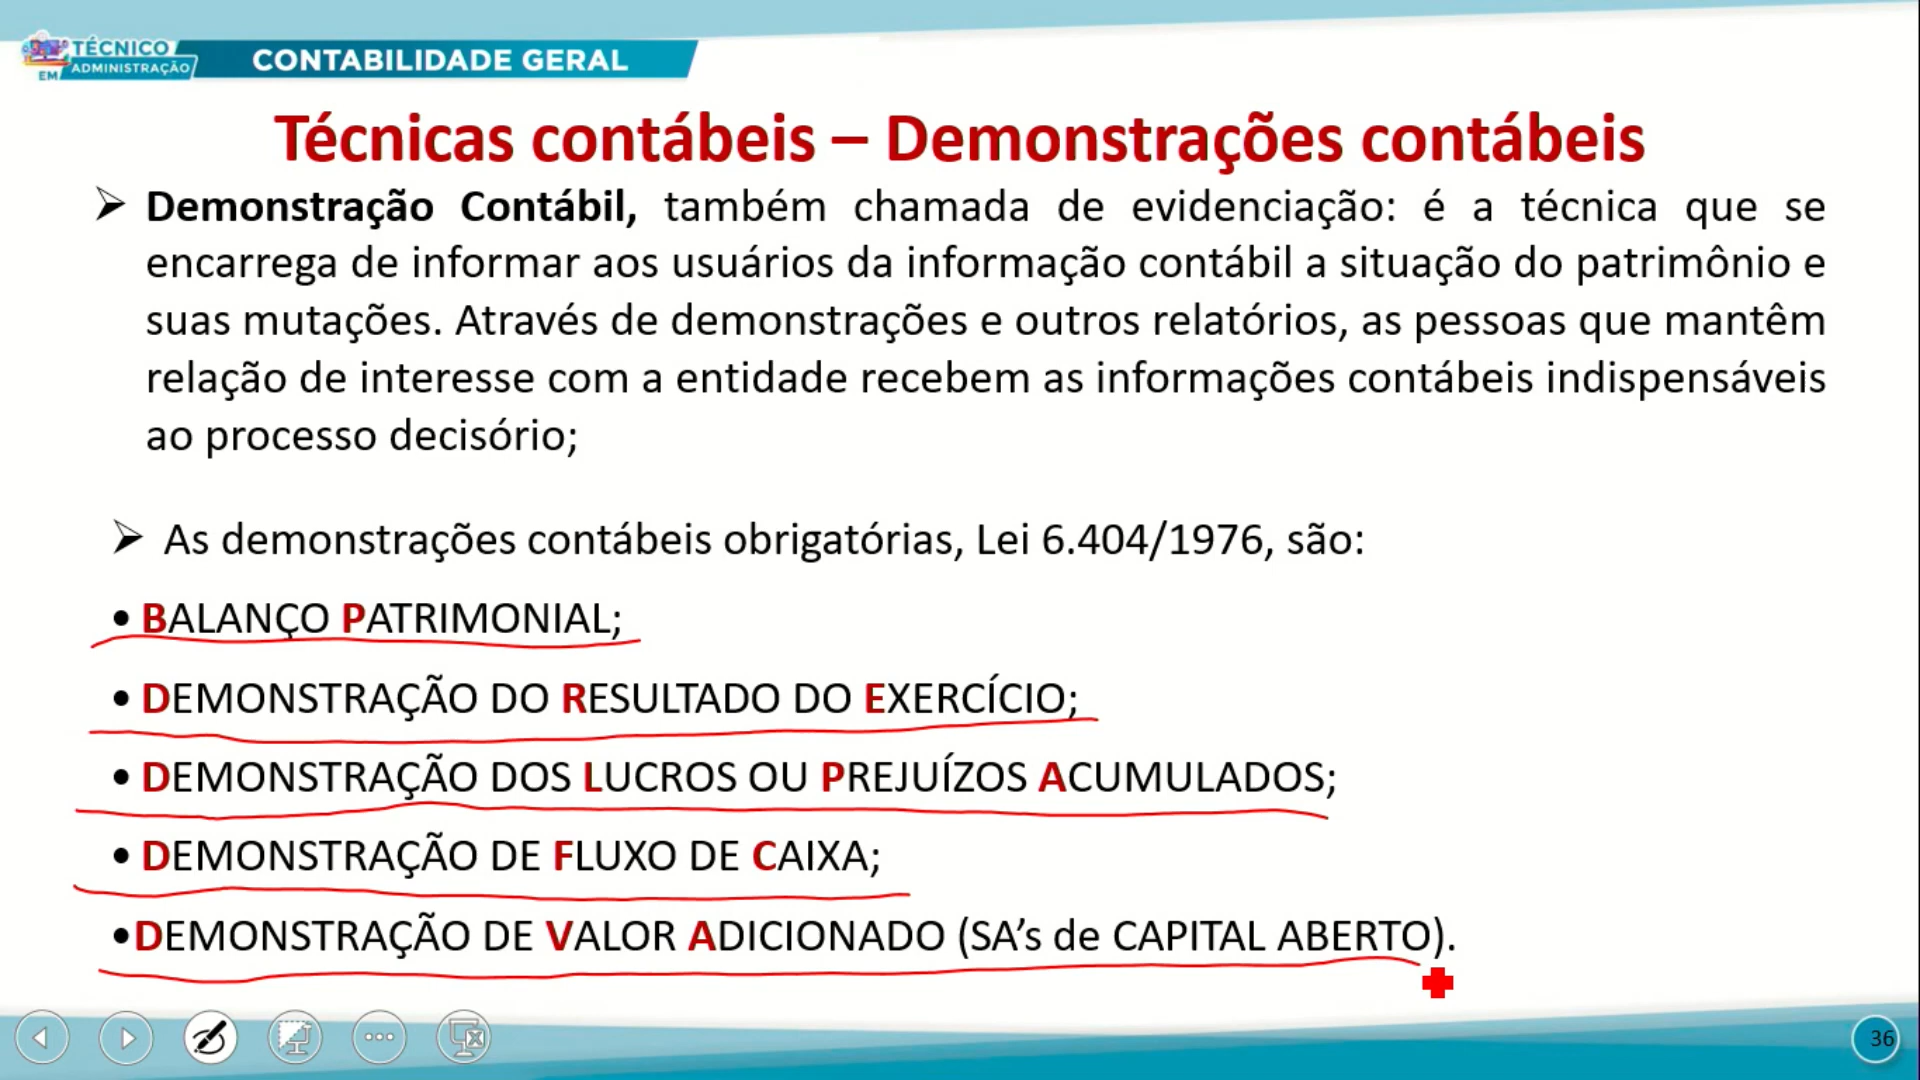 TÉCNICO
EM ADMINISTRAÇÃO
CONTABILIDADE GERAL
Técnicas contábeis – Demonstrações contábeis
➢ Demonstração Contábil, também chamada de evidenciação: é a técnica que se
encarrega de informar aos usuários da informação contábil a situação do patrimônio e
suas mutações. Através de demonstrações e outros relatórios, as pessoas que mantêm
relação de interesse com a entidade recebem as informações contábeis indispensáveis
ao processo decisório;
➢ As demonstrações contábeis obrigatórias, Lei 6.404/1976, são:
• BALANÇO PATRIMONIAL;
• DEMONSTRAÇÃO DO RESULTADO DO EXERCÍCIO;
• DEMONSTRAÇÃO DOS LUCROS OU PREJUÍZOS ACUMULADOS;
• DEMONSTRAÇÃO DE FLUXO DE CAIXA;
•DEMONSTRAÇÃO DE VALOR ADICIONADO (SA’s de CAPITAL ABERTO).
36